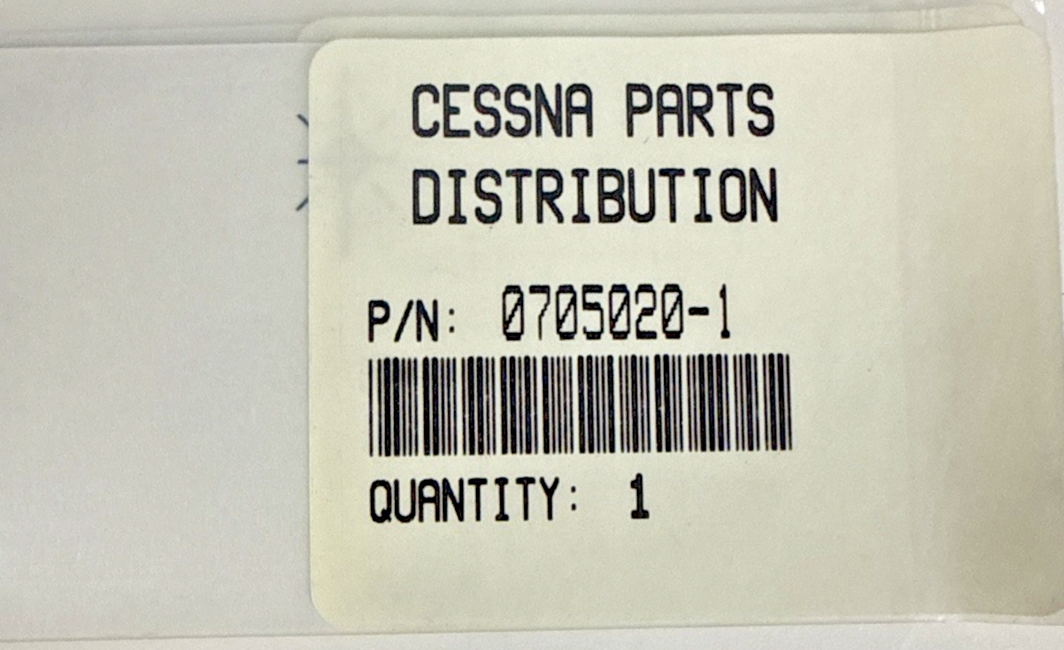 CESSNA PARTS
DISTRIBUTION
P/N: 0705020-1
QUANTITY: 1